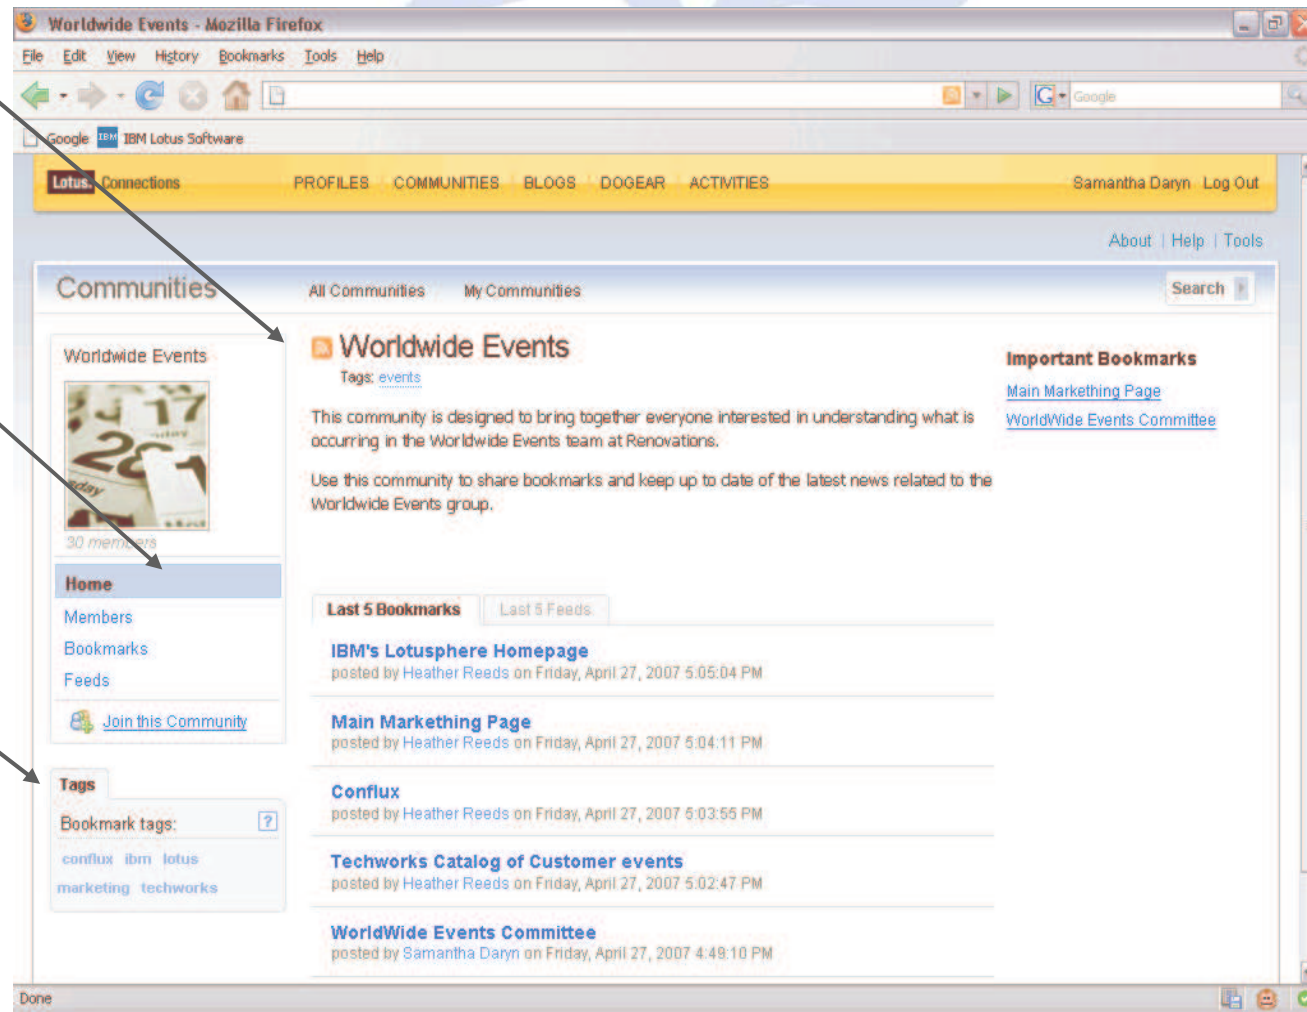 Worldwide Events - Mozilla Firefox
File Edit View History Bookmarks Tools Help
G Google
Google IBM IBM Lotus Software
Lotus. Connections PROFILES COMMUNITIES BLOGS DOGEAR ACTIVITIES Samantha Daryn Log Out
About | Help | Tools
Communities All Communities My Communities Search
Worldwide Events
17
28
30 members
Home
Members
Bookmarks
Feeds
Join this Community
Tags
Bookmark tags: ?
conflux ibm lotus
marketing techworks
Worldwide Events
Tags: events
This community is designed to bring together everyone interested in understanding what is
occurring in the Worldwide Events team at Renovations.
Use this community to share bookmarks and keep up to date of the latest news related to the
Worldwide Events group.
Last 5 Bookmarks Last 5 Feeds
IBM's Lotusphere Homepage
posted by Heather Reeds on Friday, April 27, 2007 5:05:04 PM
Main Markething Page
posted by Heather Reeds on Friday, April 27, 2007 5:04:11 PM
Conflux
posted by Heather Reeds on Friday, April 27, 2007 5:03:55 PM
Techworks Catalog of Customer events
posted by Heather Reeds on Friday, April 27, 2007 5:02:47 PM
WorldWide Events Committee
posted by Samantha Daryn on Friday, April 27, 2007 4:49:10 PM
Important Bookmarks
Main Markething Page
WorldWide Events Committee
Done